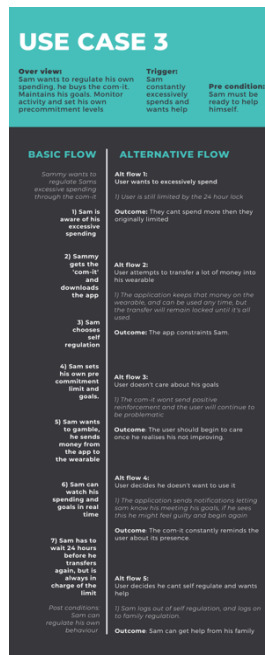 USE CASE 3
Over view:
Sam wants to regulate his own
spending, he buys the com-it.
Maintains his goals. Monitor
activity and set his own
precommitment levels
Trigger:
Sam
constantly
excessively
spends and
wants help
Pre condition:
Sam must be
ready to help
himself.
BASIC FLOW
Sammy wants to
regulate Sams
excessive spending
through the com-it
1) Sam is
aware of his
excessive
spending
2) Sammy
gets the
'com-it'
and
downloads
the app
3) Sam
chooses
self
regulation
4) Sam sets
his own pre
commitment
limit and
goals.
5) Sam wants
to gamble,
he sends
money from
the app to
the wearable
6) Sam can
watch his
spending and
goals in real
time
7) Sam has to
wait 24 hours
before he
transfers
again, but is
always in
charge of the
limit
Post conditions
Sam can
regulate his own
behaviour
ALTERNATIVE FLOW
Alt flow 1:
User wants to excessively spend
1) User is still limited by the 24 hour lock
Outcome: They cant spend more then they
originally limited
Alt flow 2:
User attempts to transfer a lot of money into
his wearable
1) The application keeps that money on the
wearable, and can be used any time, but
the transfer will remain locked until it's all
used.
Outcome: The app constraints Sam.
Alt flow 3:
User doesn't care about his goals
1) The com-it wont send positive
reinforcement and the user will continue to
be problematic
Outcome: The user should begin to care
once he realises his not improving.
Alt flow 4:
User decides he doesn't want to use it
1) The application sends notifications letting
sam know his meeting his goals, if he sees
this he might feel guilty and begin again
Outcome: The com-it constantly reminds the
user about its presence.
Alt flow 5:
User decides he cant self regulate and wants
help
1) Sam logs out of self regulation, and logs on
to family regulation.
Outcome: Sam can get help from his family